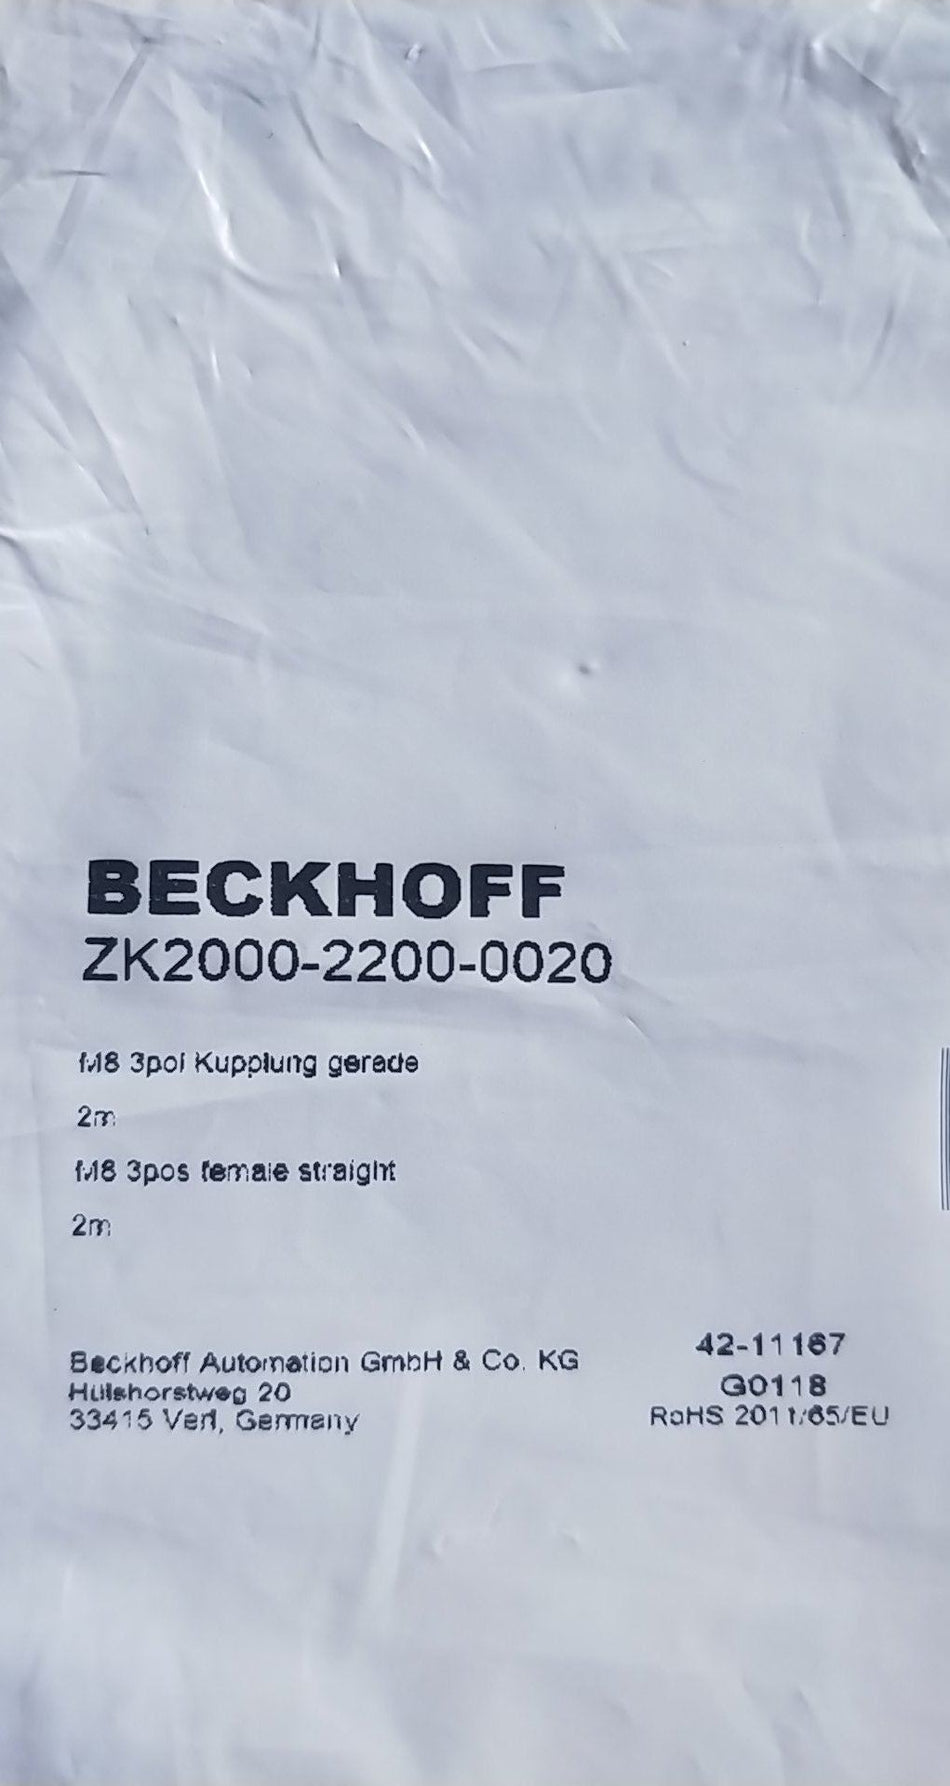 BECKHOFF
ZK2000-2200-0020
M8 3pol Kupplung gerade
2m
M8 3pos female straight
2m
Beckhoff Automation GmbH & Co. KG
Hülshorstweg 20
33415 Verl, Germany
42-11167
G0118
RoHS 2011/65/EU